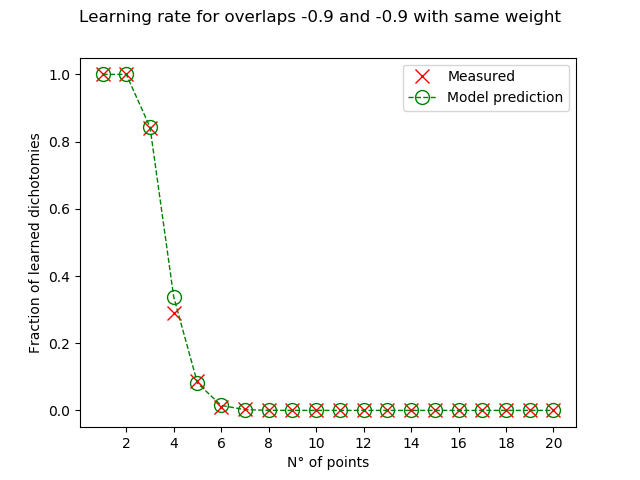 Learning rate for overlaps -0.9 and -0.9 with same weight
Measured
Model prediction
1.0
0.8
0.6
0.4
0.2
0.0
Fraction of learned dichotomies
2 4 6 8 10 12 14 16 18 20
N° of points